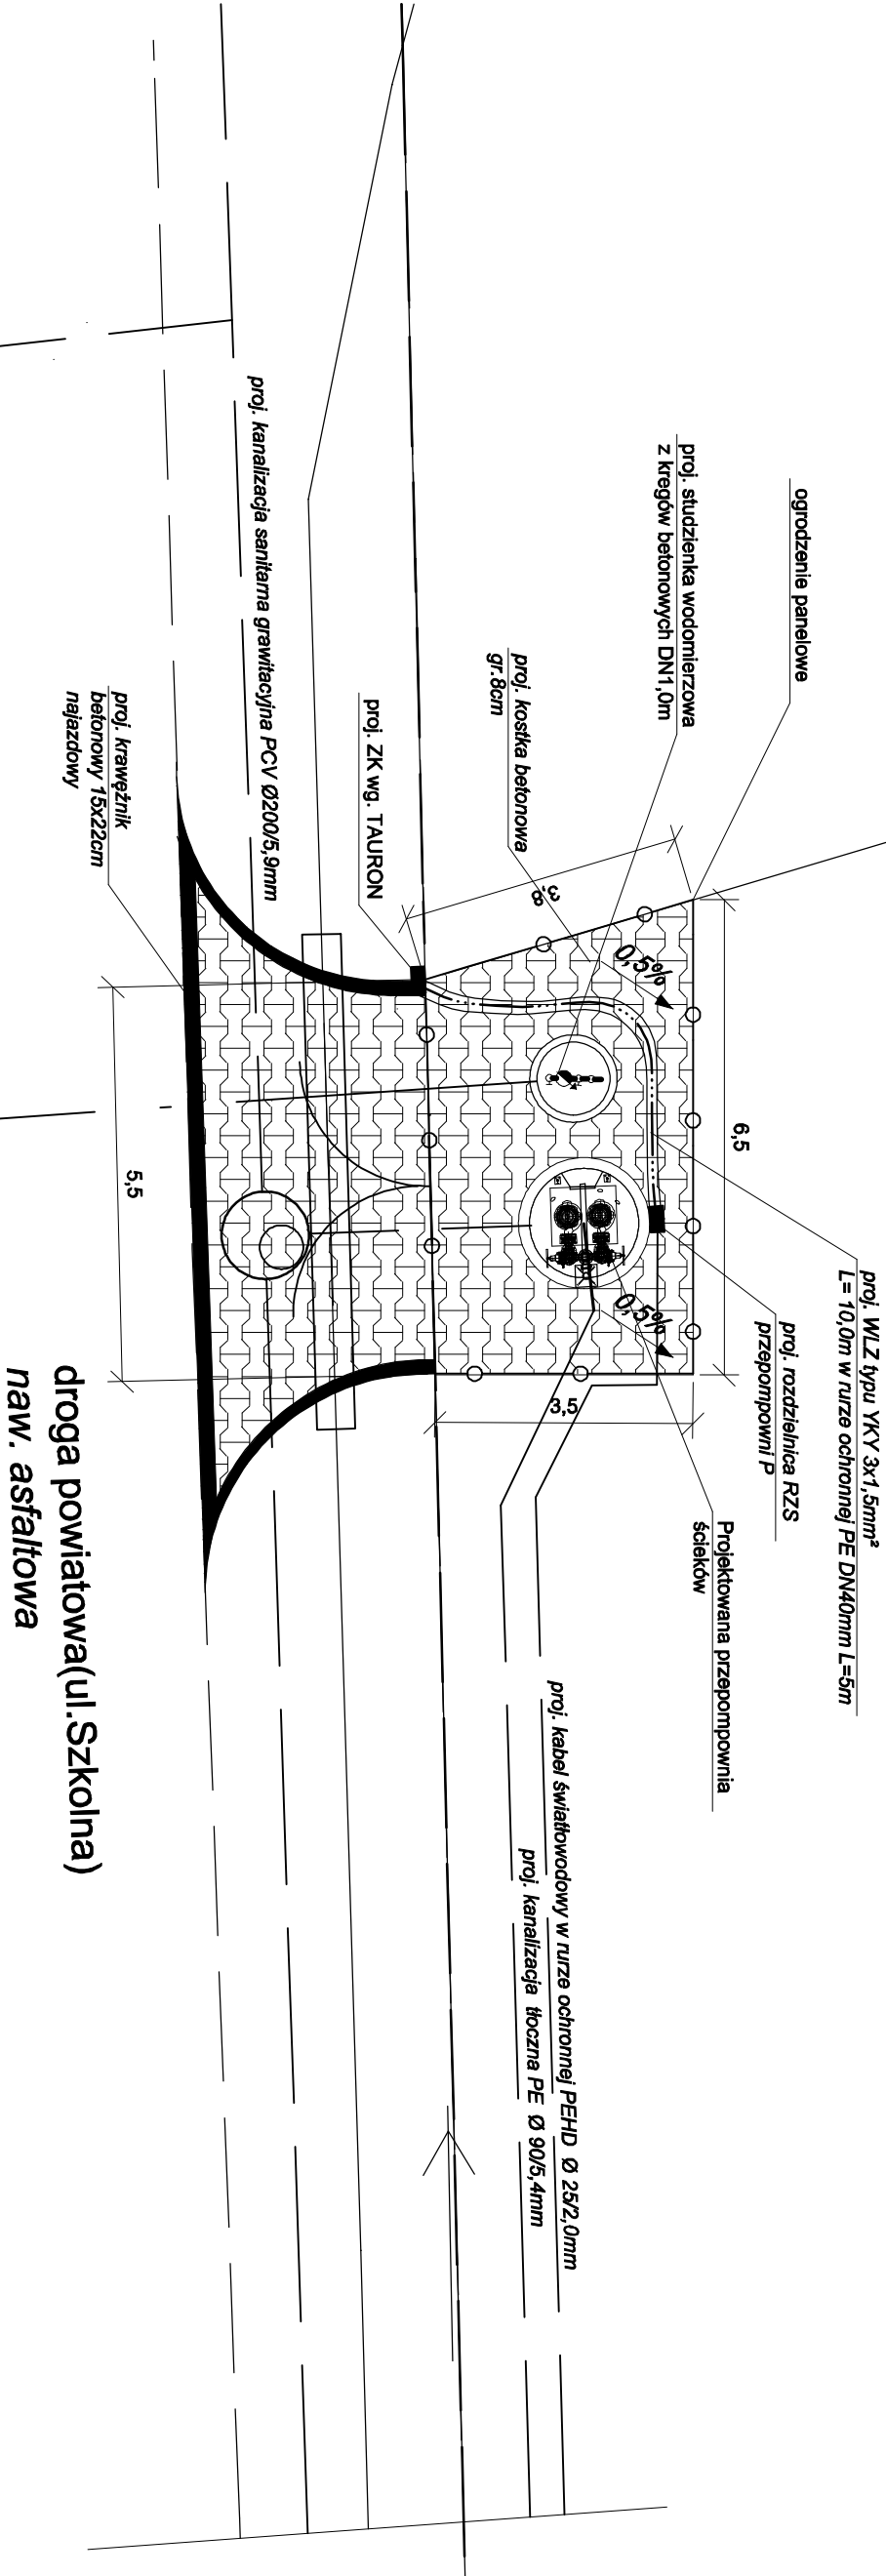 proj. WLZ typu YKY 3x1,5mm²
L= 10,0m w rurze ochronnej PE DN40mm L=5m
ogrodzenie panelowe
proj. rozdzielnica RZS
przepompowni P
6,5
Projektowana przepompownia
ścieków
proj. studzienka wodomierzowa
z kregów betonowych DN1,0m
0,5%
0,5%
3,5
3,8
proj. kostka betonowa
gr.8cm
proj. kabel światłowodowy w rurze ochronnej PEHD Ø 25/2,0mm
proj. kanalizacja tłoczna PE Ø 90/5,4mm
proj. ZK wg. TAURON
proj. kanalizacja sanitarna grawitacyjna PCV Ø200/5,9mm
proj. krawężnik
betonowy 15x22cm
najazdowy
5,5
droga powiatowa(ul.Szkolna)
naw. asfaltowa